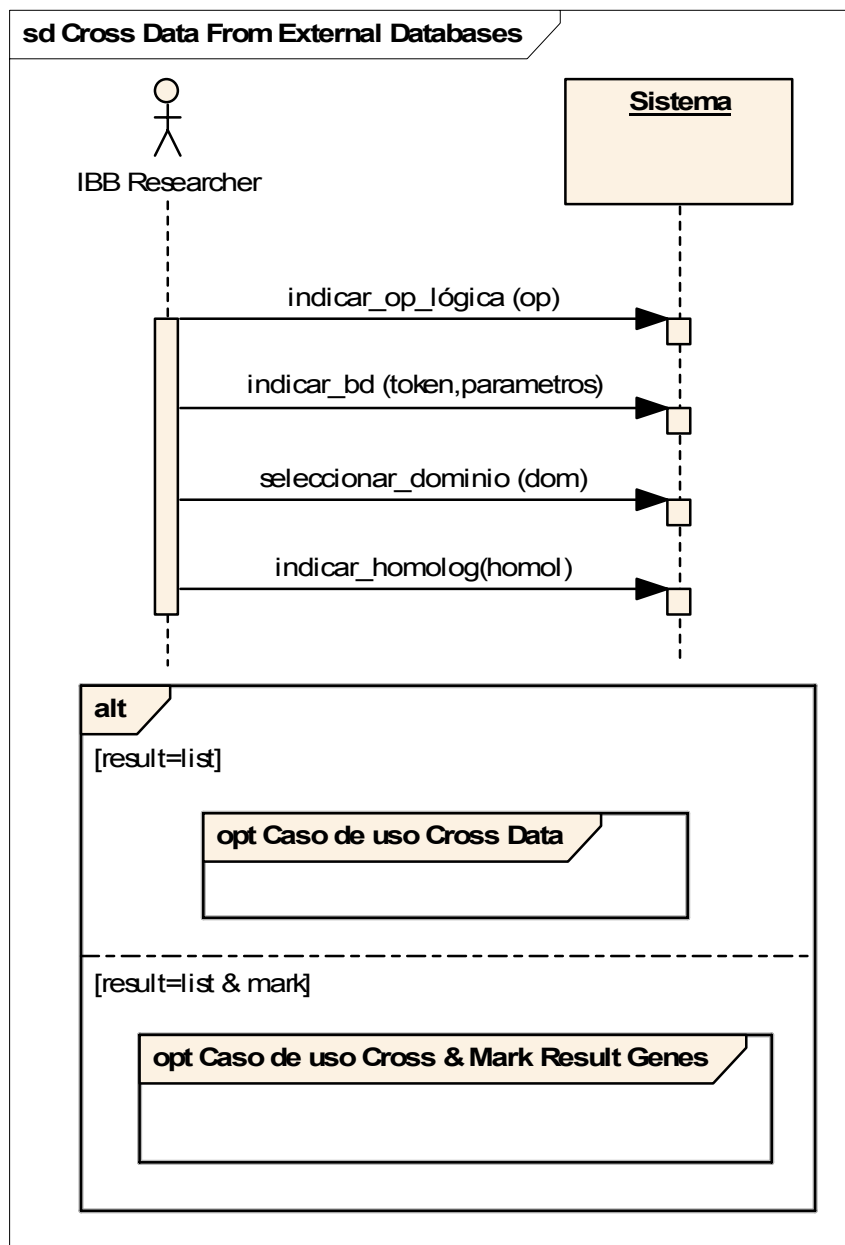 sd Cross Data From External Databases
Sistema
IBB Researcher
indicar_op_lógica (op)
indicar_bd (token,parametros)
seleccionar_dominio (dom)
indicar_homolog(homol)
alt
[result=list]
opt Caso de uso Cross Data
[result=list & mark]
opt Caso de uso Cross & Mark Result Genes